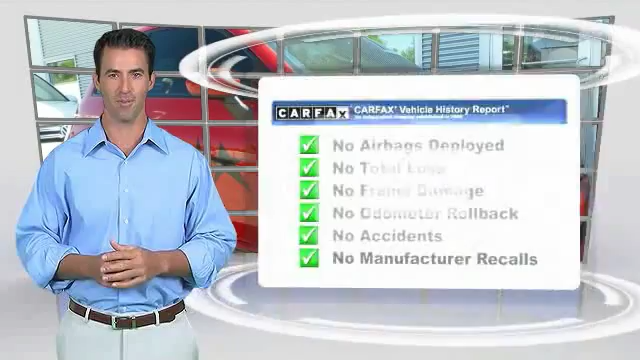 CARFAX CARFAX Vehicle History Report™
No Airbags Deployed
No Total Loss
No Frame Damage
No Odometer Rollback
No Accidents
No Manufacturer Recalls